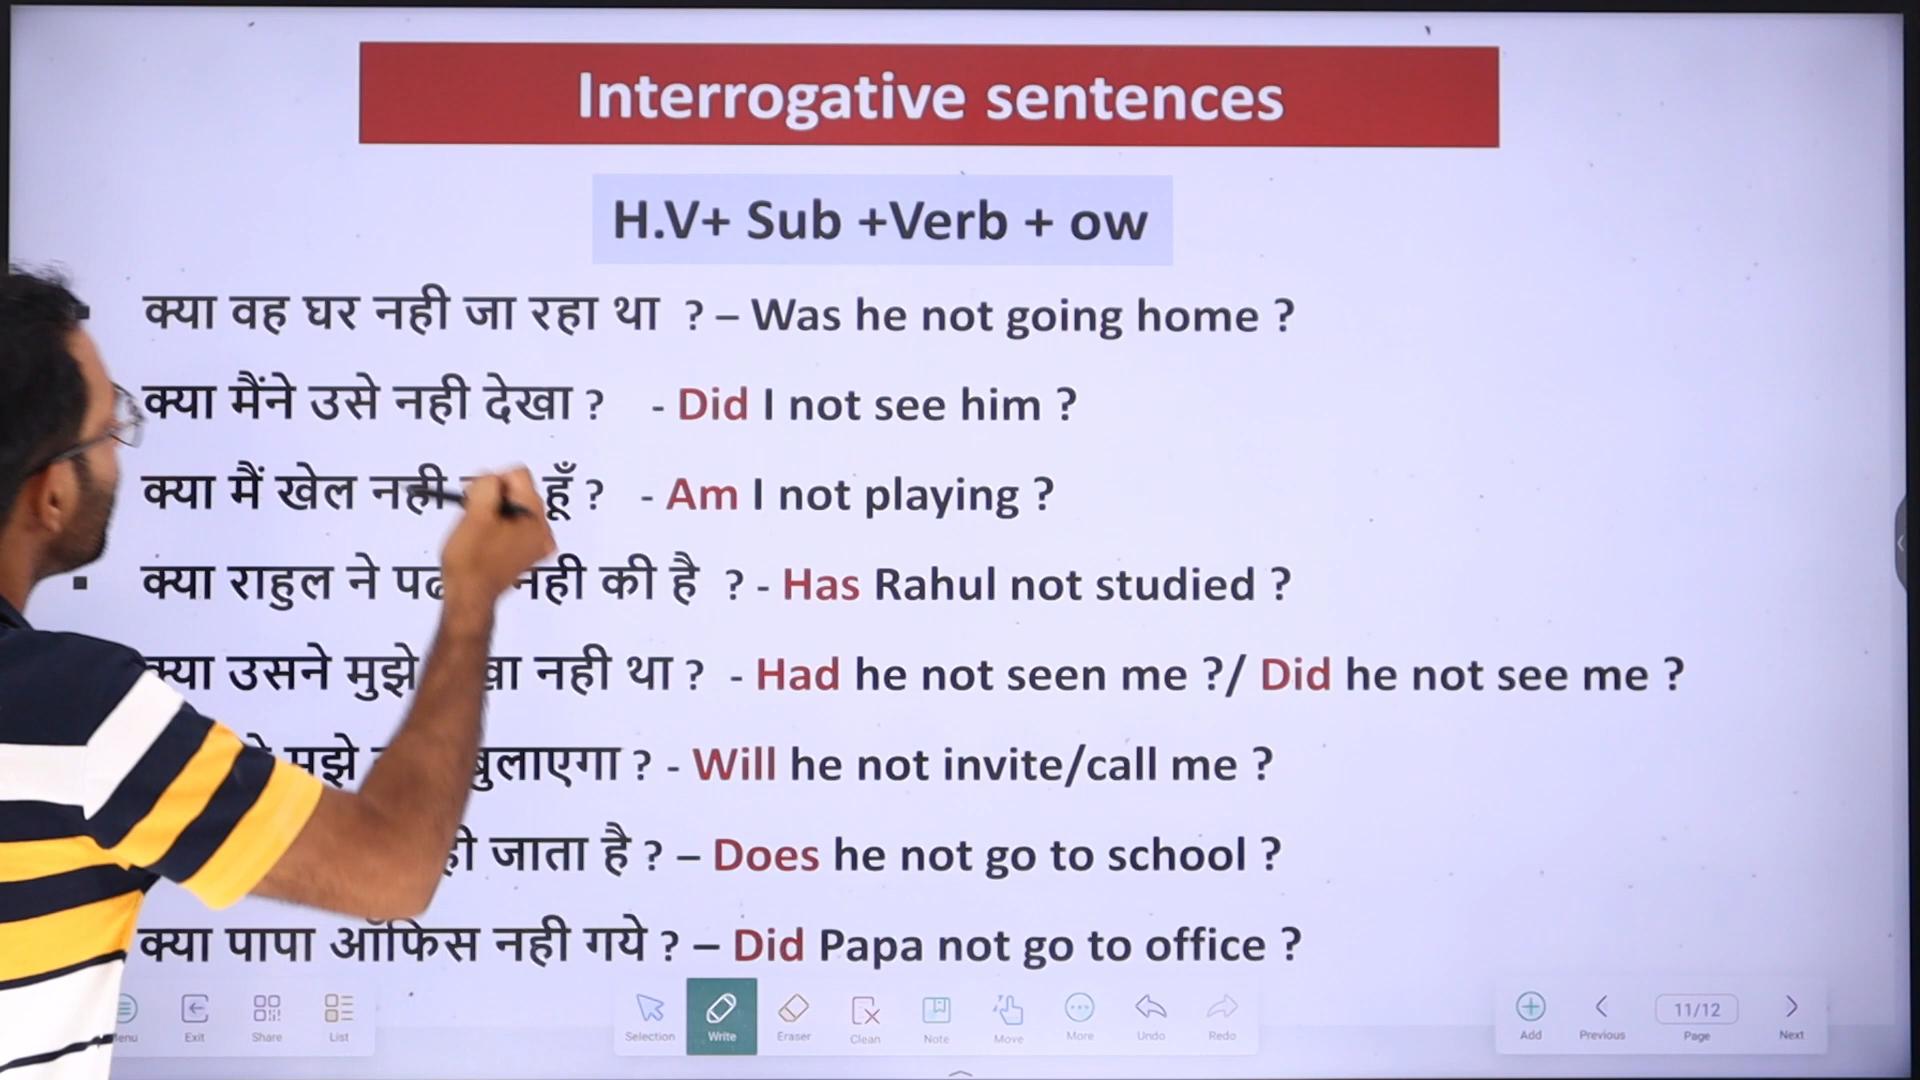 Interrogative sentences
H.V+ Sub +Verb + ow
▪ क्या वह घर नही जा रहा था ? – Was he not going home ?
क्या मैंने उसे नही देखा ? - Did I not see him ?
क्या मैं खेल नही हूँ ? - Am I not playing ?
▪ क्या राहुल ने नही की है ? - Has Rahul not studied ?
क्या उसने मुझे नही था ? - Had he not seen me ?/ Did he not see me ?
मुझे बुलाएगा ? - Will he not invite/call me ?
जाता है ? – Does he not go to school ?
क्या पापा ऑफिस नही गये ? – Did Papa not go to office ?
Exit Share List Selection Write Eraser Clean Note Move More Undo Redo Add Previous 11/12 Page Next